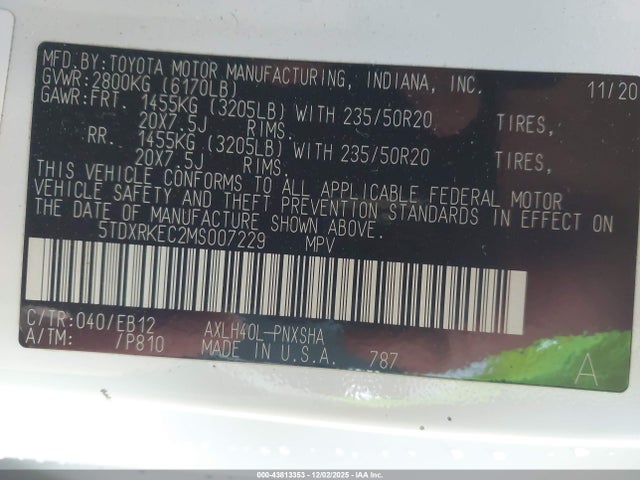 MFD.BY:TOYOTA MOTOR MANUFACTURING, INDIANA, INC. 11/20
GVWR:2800KG (6170LB)
GAWR:FRT. 1455KG (3205LB) WITH 235/50R20 TIRES,
20X7.5J RIMS.
RR. 1455KG (3205LB) WITH 235/50R20 TIRES,
20X7.5J RIMS.
THIS VEHICLE CONFORMS TO ALL APPLICABLE FEDERAL MOTOR
VEHICLE SAFETY AND THEFT PREVENTION STANDARDS IN EFFECT ON
THE DATE OF MANUFACTURE SHOWN ABOVE.
5TDXRKEC2MS007229 MPV
C/TR:040/EB12 AXLH40L-PNXSHA
A/TM: /P810 MADE IN U.S.A. 787 A
000-43813353 - 12/02/2025 - IAA Inc.